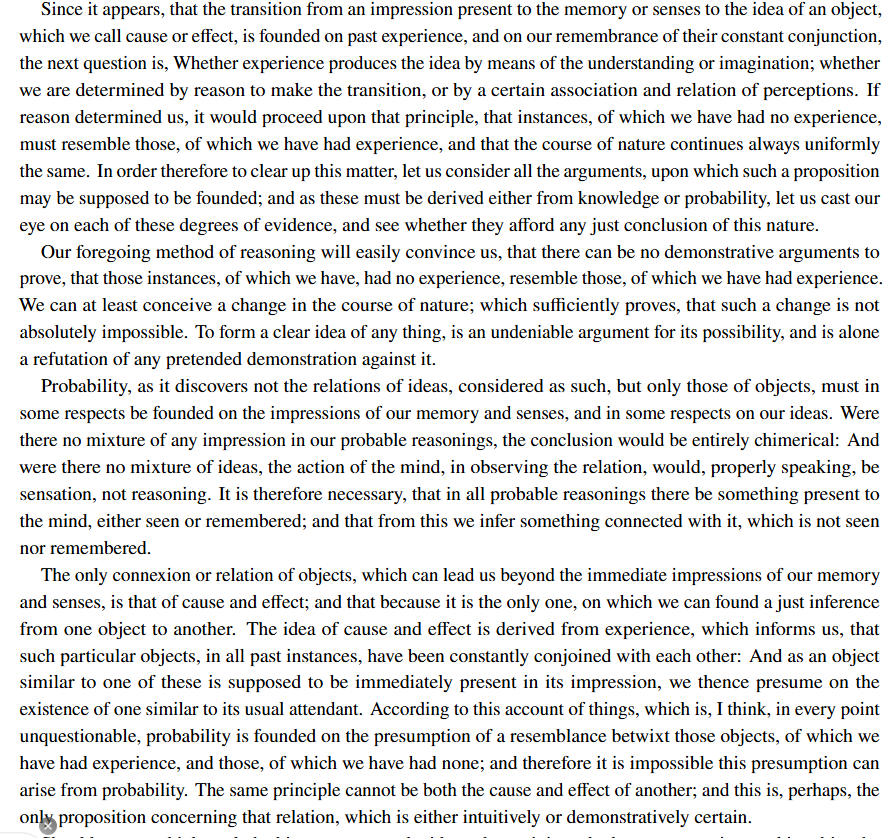 Since it appears, that the transition from an impression present to the memory or senses to the idea of an object,
which we call cause or effect, is founded on past experience, and on our remembrance of their constant conjunction,
the next question is, Whether experience produces the idea by means of the understanding or imagination; whether
we are determined by reason to make the transition, or by a certain association and relation of perceptions. If
reason determined us, it would proceed upon that principle, that instances, of which we have had no experience,
must resemble those, of which we have had experience, and that the course of nature continues always uniformly
the same. In order therefore to clear up this matter, let us consider all the arguments, upon which such a proposition
may be supposed to be founded; and as these must be derived either from knowledge or probability, let us cast our
eye on each of these degrees of evidence, and see whether they afford any just conclusion of this nature.
Our foregoing method of reasoning will easily convince us, that there can be no demonstrative arguments to
prove, that those instances, of which we have, had no experience, resemble those, of which we have had experience.
We can at least conceive a change in the course of nature; which sufficiently proves, that such a change is not
absolutely impossible. To form a clear idea of any thing, is an undeniable argument for its possibility, and is alone
a refutation of any pretended demonstration against it.
Probability, as it discovers not the relations of ideas, considered as such, but only those of objects, must in
some respects be founded on the impressions of our memory and senses, and in some respects on our ideas. Were
there no mixture of any impression in our probable reasonings, the conclusion would be entirely chimerical: And
were there no mixture of ideas, the action of the mind, in observing the relation, would, properly speaking, be
sensation, not reasoning. It is therefore necessary, that in all probable reasonings there be something present to
the mind, either seen or remembered; and that from this we infer something connected with it, which is not seen
nor remembered.
The only connexion or relation of objects, which can lead us beyond the immediate impressions of our memory
and senses, is that of cause and effect; and that because it is the only one, on which we can found a just inference
from one object to another. The idea of cause and effect is derived from experience, which informs us, that
such particular objects, in all past instances, have been constantly conjoined with each other: And as an object
similar to one of these is supposed to be immediately present in its impression, we thence presume on the
existence of one similar to its usual attendant. According to this account of things, which is, I think, in every point
unquestionable, probability is founded on the presumption of a resemblance betwixt those objects, of which we
have had experience, and those, of which we have had none; and therefore it is impossible this presumption can
arise from probability. The same principle cannot be both the cause and effect of another; and this is, perhaps, the
only proposition concerning that relation, which is either intuitively or demonstratively certain.